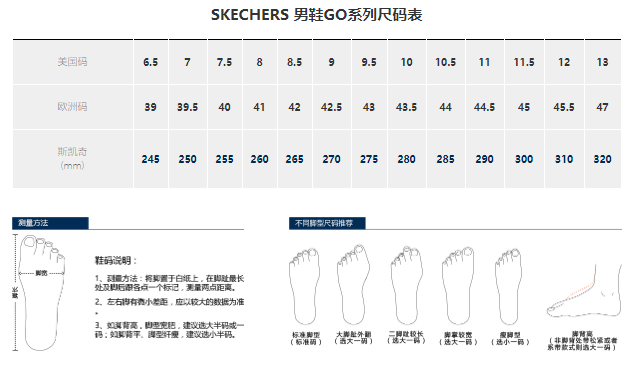 SKECHERS 男鞋GO系列尺码表
美国码 6.5 7 7.5 8 8.5 9 9.5 10 10.5 11 11.5 12 13
欧洲码 39 39.5 40 41 42 42.5 43 43.5 44 44.5 45 45.5 47
斯凯奇
(mm) 245 250 255 260 265 270 275 280 285 290 300 310 320
测量方法
脚宽
脚长
鞋码说明：
1、测量方法：将脚置于白纸上，在脚趾最长
处及脚后跟各点一个标记，测量两点距离。
2、左右脚有微小差距，应以较大的数据为准
。
3、如脚背高，脚型宽肥，建议选大半码或一
码；如脚背平、脚型纤瘦，建议选小半码。
不同脚型尺码推荐
标准脚型
（标准码）
大脚趾外翻
（选大一码）
二脚趾较长
（选大一码）
脚掌较宽
（选大一码）
瘦脚型
（选小一码）
脚背高
（非脚背处带松紧或者
系带款式则选大一码）